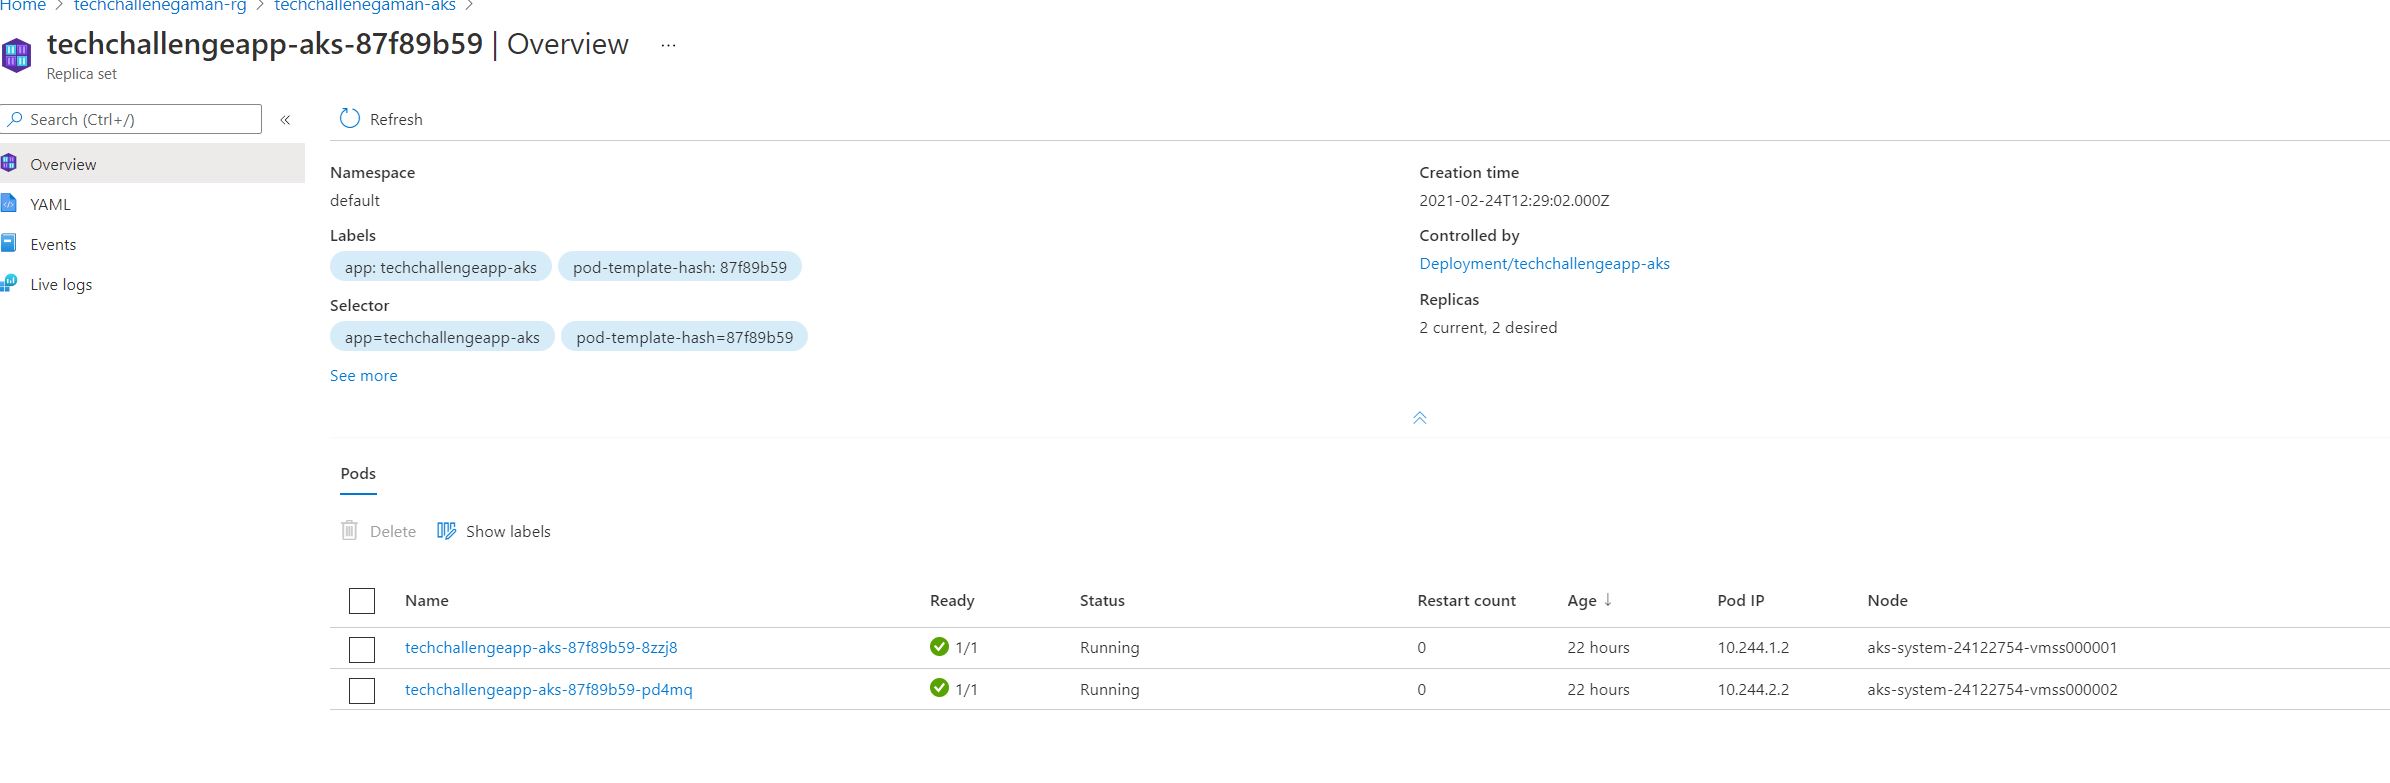 Home > techchallenegaman-rg > techchallenegaman-aks >
techchallengeapp-aks-87f89b59 | Overview ...
Replica set
Search (Ctrl+/) «
Overview
YAML
Events
Live logs
Refresh
Namespace
default
Labels
app: techchallengeapp-aks pod-template-hash: 87f89b59
Selector
app=techchallengeapp-aks pod-template-hash=87f89b59
See more
Creation time
2021-02-24T12:29:02.000Z
Controlled by
Deployment/techchallengeapp-aks
Replicas
2 current, 2 desired
Pods
Delete Show labels
Name Ready Status Restart count Age ↓ Pod IP Node
techchallengeapp-aks-87f89b59-8zzj8 1/1 Running 0 22 hours 10.244.1.2 aks-system-24122754-vmss000001
techchallengeapp-aks-87f89b59-pd4mq 1/1 Running 0 22 hours 10.244.2.2 aks-system-24122754-vmss000002